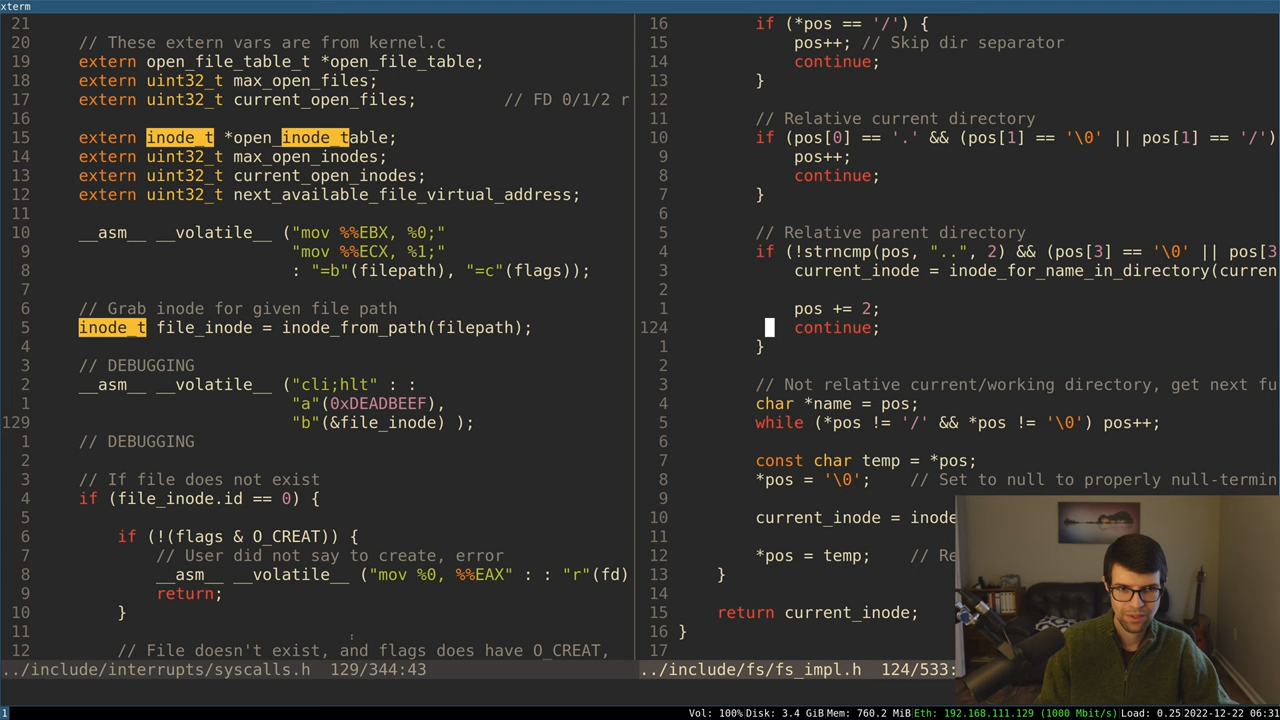 xterm
21
20 // These extern vars are from kernel.c
19 extern open_file_table_t *open_file_table;
18 extern uint32_t max_open_files;
17 extern uint32_t current_open_files; // FD 0/1/2 r
16
15 extern inode_t *open_inode_table;
14 extern uint32_t max_open_inodes;
13 extern uint32_t current_open_inodes;
12 extern uint32_t next_available_file_virtual_address;
11
10 __asm__ __volatile__ ("mov %%EBX, %0;"
9 "mov %%ECX, %1;"
8 : "=b"(filepath), "=c"(flags));
7
6 // Grab inode for given file path
5 inode_t file_inode = inode_from_path(filepath);
4
3 // DEBUGGING
2 __asm__ __volatile__ ("cli;hlt" : :
1 "a"(0xDEADBEEF),
129 "b"(&file_inode) );
1 // DEBUGGING
2
3 // If file does not exist
4 if (file_inode.id == 0) {
5
6 if (!(flags & O_CREAT)) {
7 // User did not say to create, error
8 __asm__ __volatile__ ("mov %0, %%EAX" : : "r"(fd)
9 return;
10 }
11
12 // File doesn't exist, and flags does have O_CREAT,
../include/interrupts/syscalls.h 129/344:43
16 if (*pos == '/') {
15 pos++; // Skip dir separator
14 continue;
13 }
12
11 // Relative current directory
10 if (pos[0] == '.' && (pos[1] == '\0' || pos[1] == '/')
9 pos++;
8 continue;
7 }
6
5 // Relative parent directory
4 if (!strncmp(pos, "..", 2) && (pos[3] == '\0' || pos[3
3 current_inode = inode_for_name_in_directory(curren
2
1 pos += 2;
124 continue;
1 }
2
3 // Not relative current/working directory, get next fu
4 char *name = pos;
5 while (*pos != '/' && *pos != '\0') pos++;
6
7 const char temp = *pos;
8 *pos = '\0'; // Set to null to properly null-termin
9
10 current_inode = inode
11
12 *pos = temp; // Re
13 }
14
15 return current_inode;
16 }
17
../include/fs/fs_impl.h 124/533:
1 Vol: 100% Disk: 3.4 GiB Mem: 760.2 MiB Eth: 192.168.111.129 (1000 Mbit/s) Load: 0.25 2022-12-22 06:31